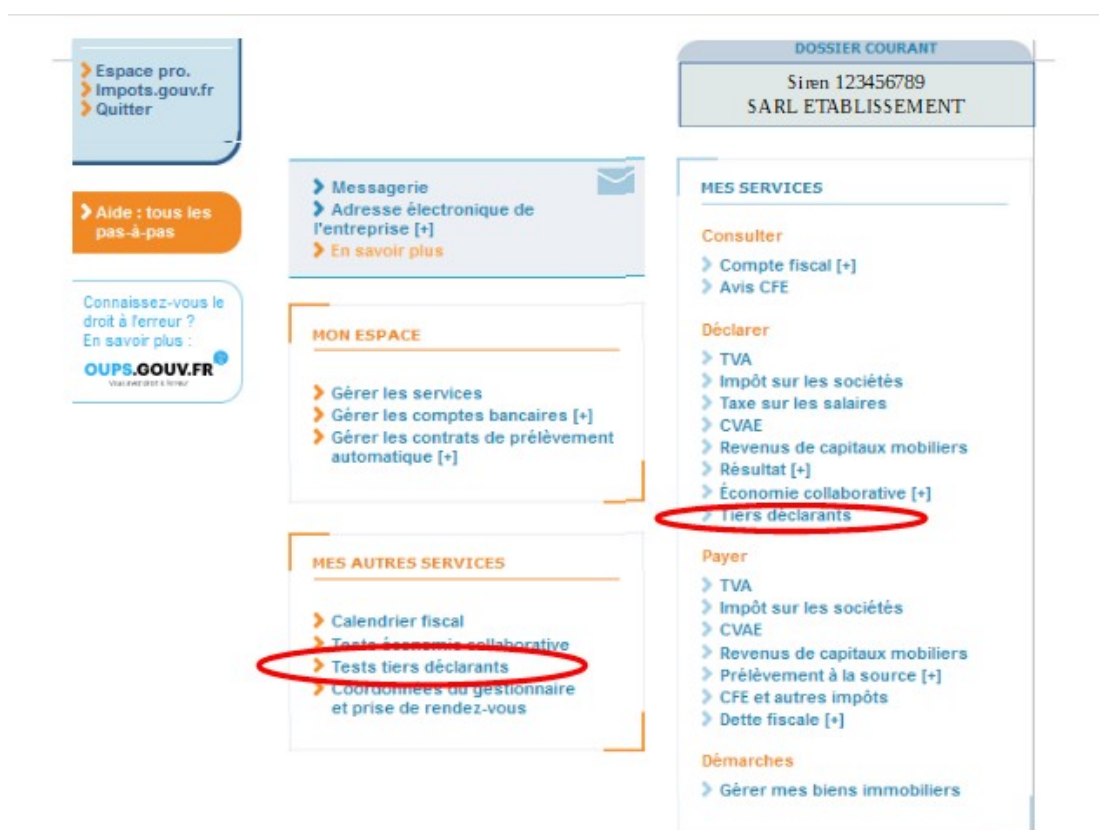 Espace pro.
Impots.gouv.fr
Quitter
Aide : tous les
pas-à-pas
Connaissez-vous le
droit à l'erreur ?
En savoir plus :
OUPS.GOUV.FR
Vous avez droit à l'erreur
Messagerie
Adresse électronique de
l'entreprise [+]
En savoir plus
MON ESPACE
Gérer les services
Gérer les comptes bancaires [+]
Gérer les contrats de prélèvement
automatique [+]
MES AUTRES SERVICES
Calendrier fiscal
Tests économie collaborative
Tests tiers déclarants
Coordonnées du gestionnaire
et prise de rendez-vous
DOSSIER COURANT
Siren 123456789
SARL ETABLISSEMENT
MES SERVICES
Consulter
Compte fiscal [+]
Avis CFE
Déclarer
TVA
Impôt sur les sociétés
Taxe sur les salaires
CVAE
Revenus de capitaux mobiliers
Résultat [+]
Économie collaborative [+]
Tiers déclarants
Payer
TVA
Impôt sur les sociétés
CVAE
Revenus de capitaux mobiliers
Prélèvement à la source [+]
CFE et autres impôts
Dette fiscale [+]
Démarches
Gérer mes biens immobiliers